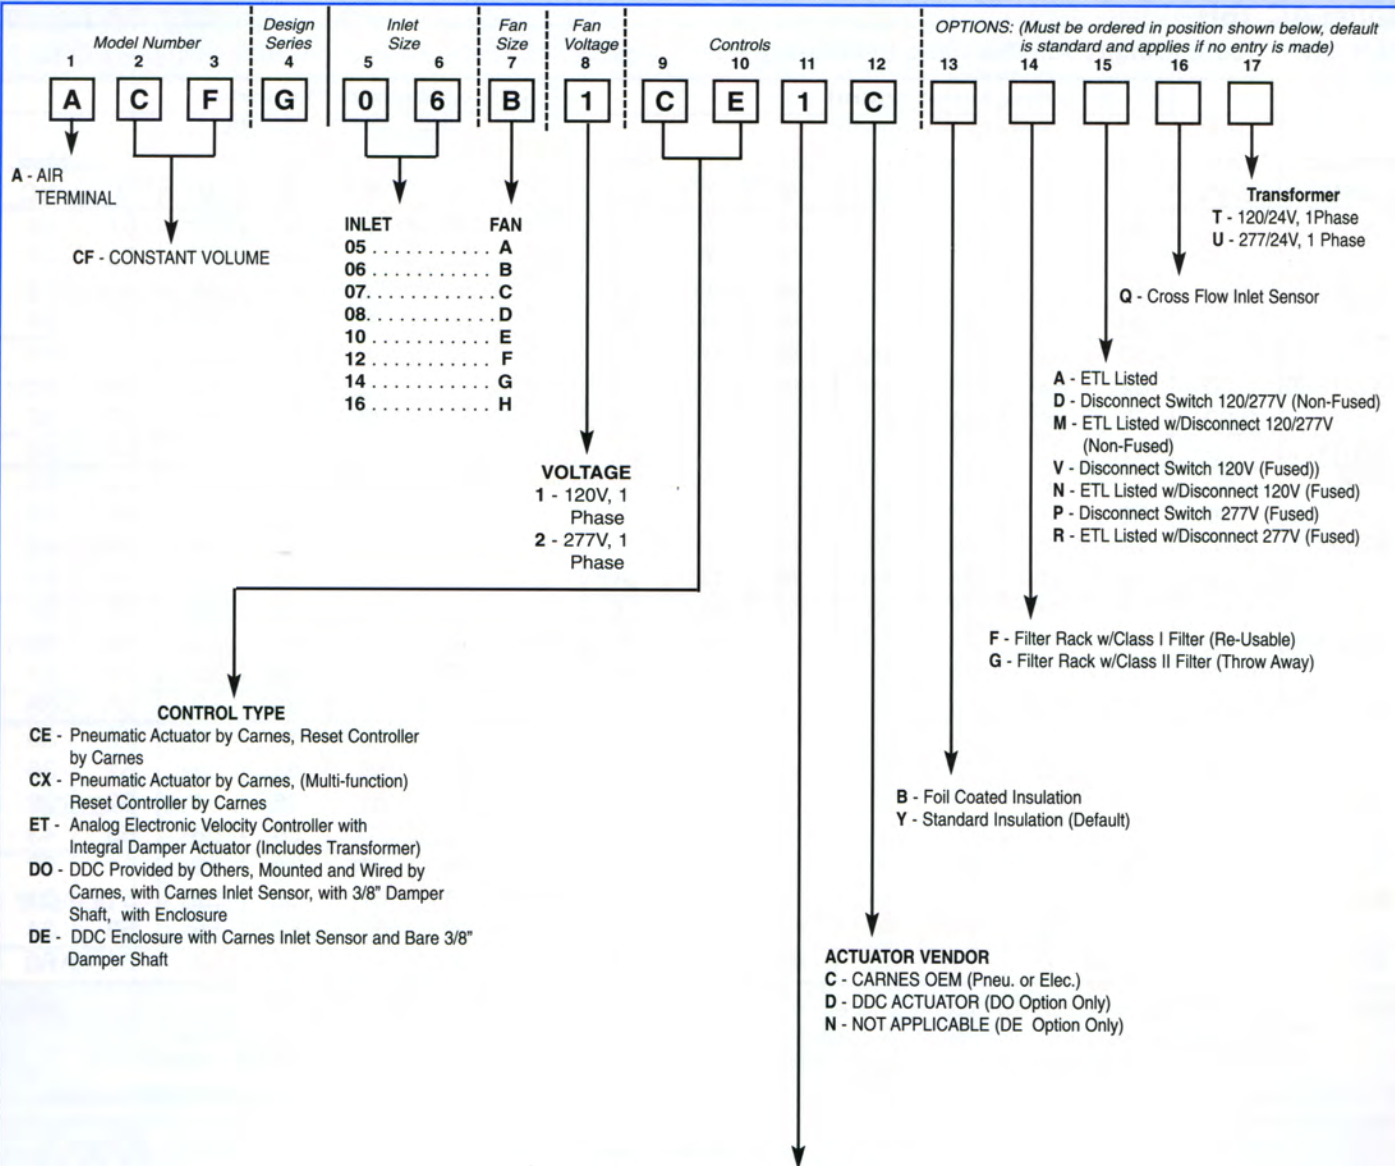 Model Number
Design
Series
Inlet
Size
Fan
Size
Fan
Voltage
Controls
OPTIONS: (Must be ordered in position shown below, default
is standard and applies if no entry is made)
1 2 3 4 5 6 7 8 9 10 11 12 13 14 15 16 17
A C F G 0 6 B 1 C E 1 C
A - AIR
TERMINAL
CF - CONSTANT VOLUME
INLET FAN
05 . . . . . . . . . . . A
06 . . . . . . . . . . . B
07. . . . . . . . . . . . C
08. . . . . . . . . . . . D
10 . . . . . . . . . . . E
12 . . . . . . . . . . . F
14 . . . . . . . . . . . G
16 . . . . . . . . . . . H
VOLTAGE
1 - 120V, 1
Phase
2 - 277V, 1
Phase
Transformer
T - 120/24V, 1Phase
U - 277/24V, 1 Phase
Q - Cross Flow Inlet Sensor
A - ETL Listed
D - Disconnect Switch 120/277V (Non-Fused)
M - ETL Listed w/Disconnect 120/277V
(Non-Fused)
V - Disconnect Switch 120V (Fused))
N - ETL Listed w/Disconnect 120V (Fused)
P - Disconnect Switch 277V (Fused)
R - ETL Listed w/Disconnect 277V (Fused)
F - Filter Rack w/Class I Filter (Re-Usable)
G - Filter Rack w/Class II Filter (Throw Away)
CONTROL TYPE
CE - Pneumatic Actuator by Carnes, Reset Controller
by Carnes
CX - Pneumatic Actuator by Carnes, (Multi-function)
Reset Controller by Carnes
ET - Analog Electronic Velocity Controller with
Integral Damper Actuator (Includes Transformer)
DO - DDC Provided by Others, Mounted and Wired by
Carnes, with Carnes Inlet Sensor, with 3/8" Damper
Shaft, with Enclosure
DE - DDC Enclosure with Carnes Inlet Sensor and Bare 3/8"
Damper Shaft
B - Foil Coated Insulation
Y - Standard Insulation (Default)
ACTUATOR VENDOR
C - CARNES OEM (Pneu. or Elec.)
D - DDC ACTUATOR (DO Option Only)
N - NOT APPLICABLE (DE Option Only)